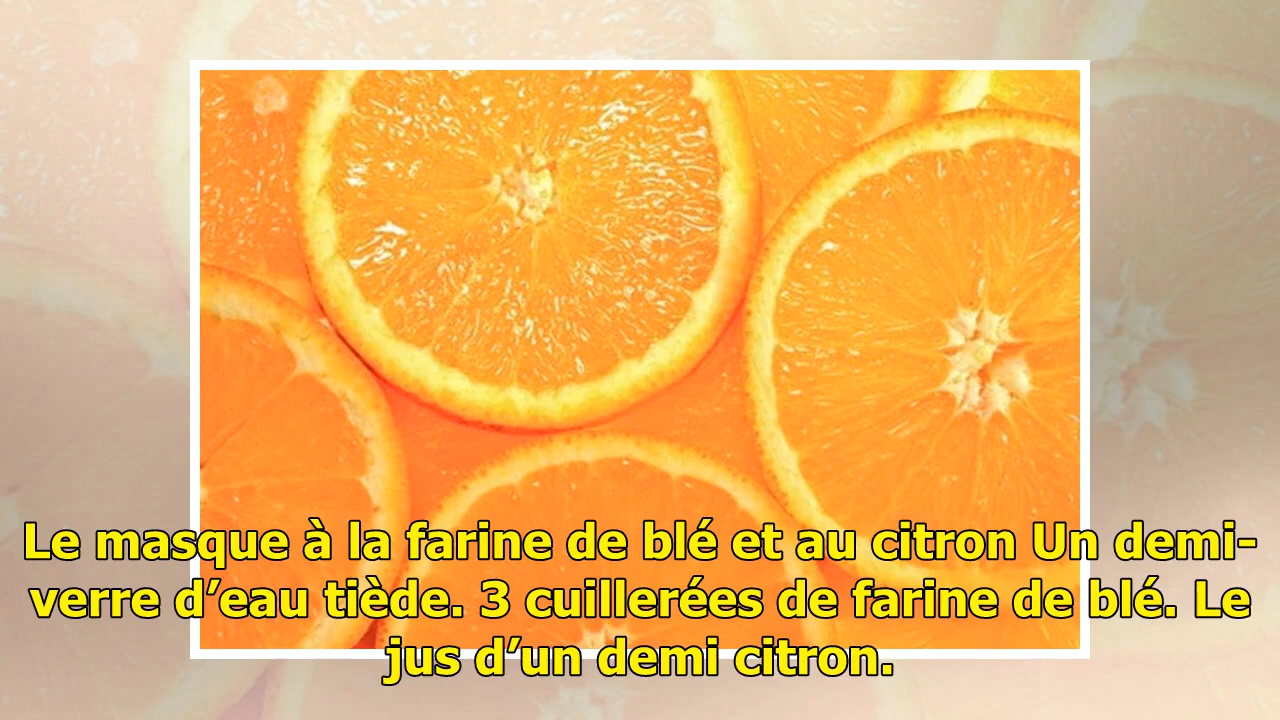 Le masque à la farine de blé et au citron Un demi-
verre d’eau tiède. 3 cuillerées de farine de blé. Le
jus d’un demi citron.